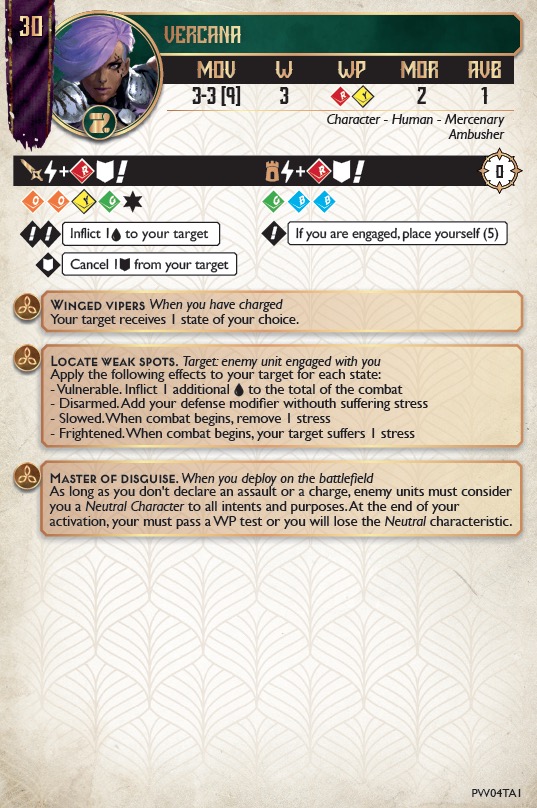 30
VERCANA
MOV W WP MOR AVB
3-3 [9] 3 R Y 2 1
Character - Human - Mercenary
Ambusher
+ R ! + R ! 0
O O Y G G B B
!! Inflict 1 to your target ! If you are engaged, place yourself (5)
Cancel 1 from your target
WINGED VIPERS When you have charged
Your target receives 1 state of your choice.
LOCATE WEAK SPOTS. Target: enemy unit engaged with you
Apply the following effects to your target for each state:
- Vulnerable. Inflict 1 additional to the total of the combat
- Disarmed. Add your defense modifier withouth suffering stress
- Slowed. When combat begins, remove 1 stress
- Frightened. When combat begins, your target suffers 1 stress
MASTER OF DISGUISE. When you deploy on the battlefield
As long as you don't declare an assault or a charge, enemy units must consider
you a Neutral Character to all intents and purposes. At the end of your
activation, your must pass a WP test or you will lose the Neutral characteristic.
PVV04TA1